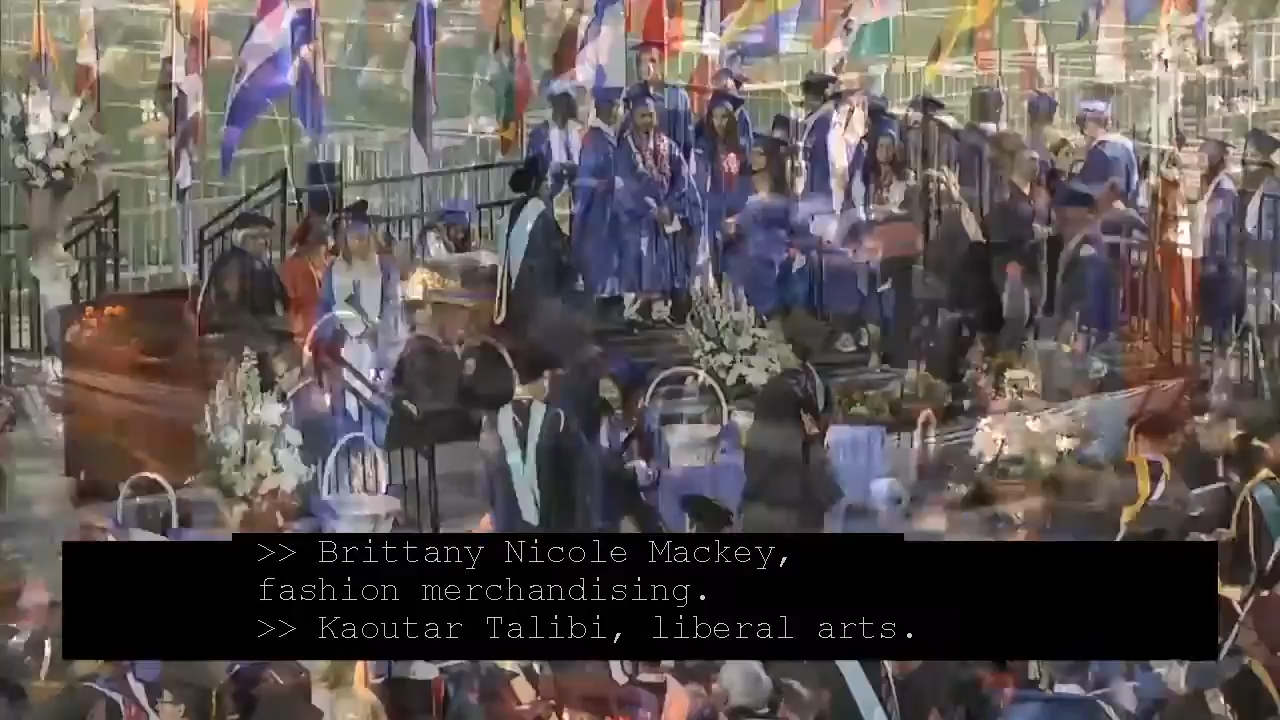 >> Brittany Nicole Mackey,
fashion merchandising.
>> Kaoutar Talibi, liberal arts.